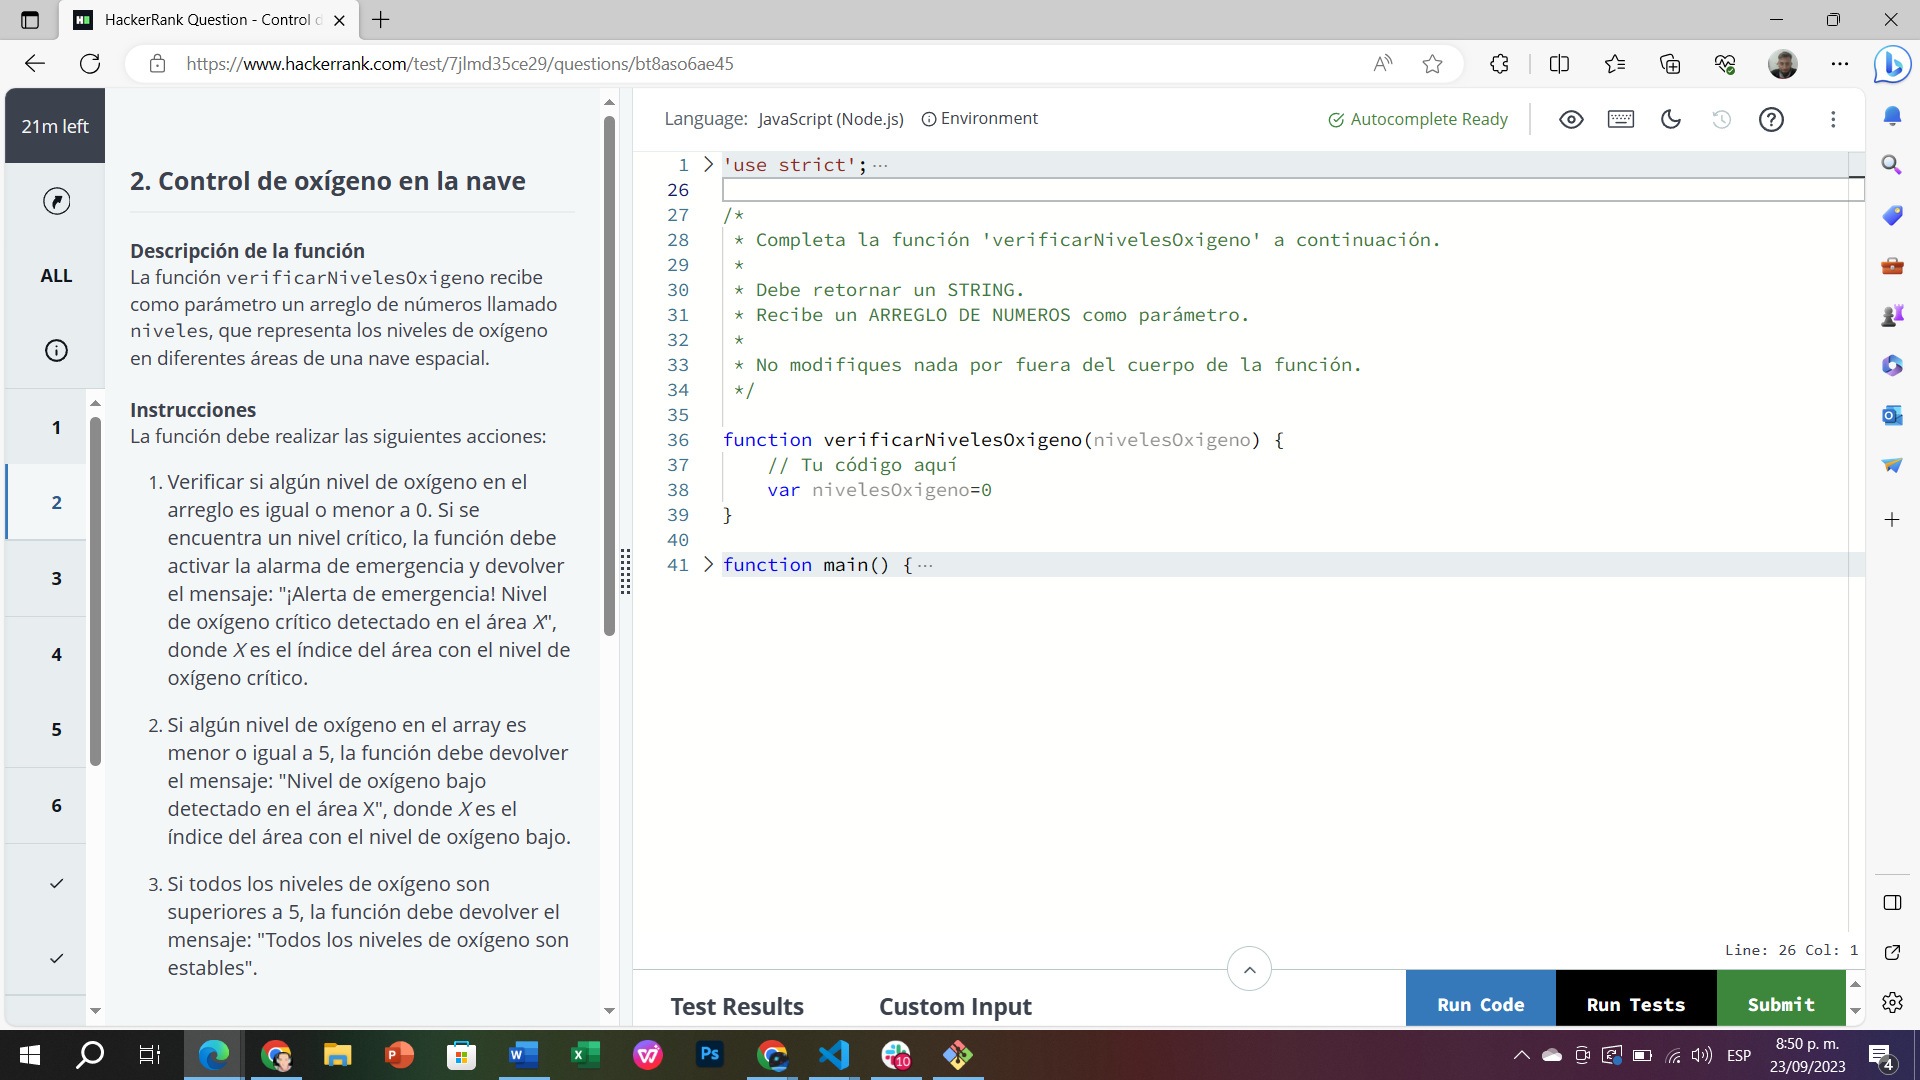 HackerRank Question - Control d
https://www.hackerrank.com/test/7jlmd35ce29/questions/bt8aso6ae45
21m left
ALL
1
2
3
4
5
6
2. Control de oxígeno en la nave
Descripción de la función
La función verificarNivelesOxigeno recibe
como parámetro un arreglo de números llamado
niveles, que representa los niveles de oxígeno
en diferentes áreas de una nave espacial.
Instrucciones
La función debe realizar las siguientes acciones:
1. Verificar si algún nivel de oxígeno en el
arreglo es igual o menor a 0. Si se
encuentra un nivel crítico, la función debe
activar la alarma de emergencia y devolver
el mensaje: "¡Alerta de emergencia! Nivel
de oxígeno crítico detectado en el área X",
donde X es el índice del área con el nivel de
oxígeno crítico.
2. Si algún nivel de oxígeno en el array es
menor o igual a 5, la función debe devolver
el mensaje: "Nivel de oxígeno bajo
detectado en el área X", donde X es el
índice del área con el nivel de oxígeno bajo.
3. Si todos los niveles de oxígeno son
superiores a 5, la función debe devolver el
mensaje: "Todos los niveles de oxígeno son
estables".
Language: JavaScript (Node.js) Environment
Autocomplete Ready
1 'use strict'; ···
26
27 /*
28 * Completa la función 'verificarNivelesOxigeno' a continuación.
29 *
30 * Debe retornar un STRING.
31 * Recibe un ARREGLO DE NUMEROS como parámetro.
32 *
33 * No modifiques nada por fuera del cuerpo de la función.
34 */
35
36 function verificarNivelesOxigeno(nivelesOxigeno) {
37 // Tu código aquí
38 var nivelesOxigeno=0
39 }
40
41 function main() { ···
Line: 26 Col: 1
Test Results
Custom Input
Run Code
Run Tests
Submit
10
ESP
8:50 p. m.
23/09/2023
4